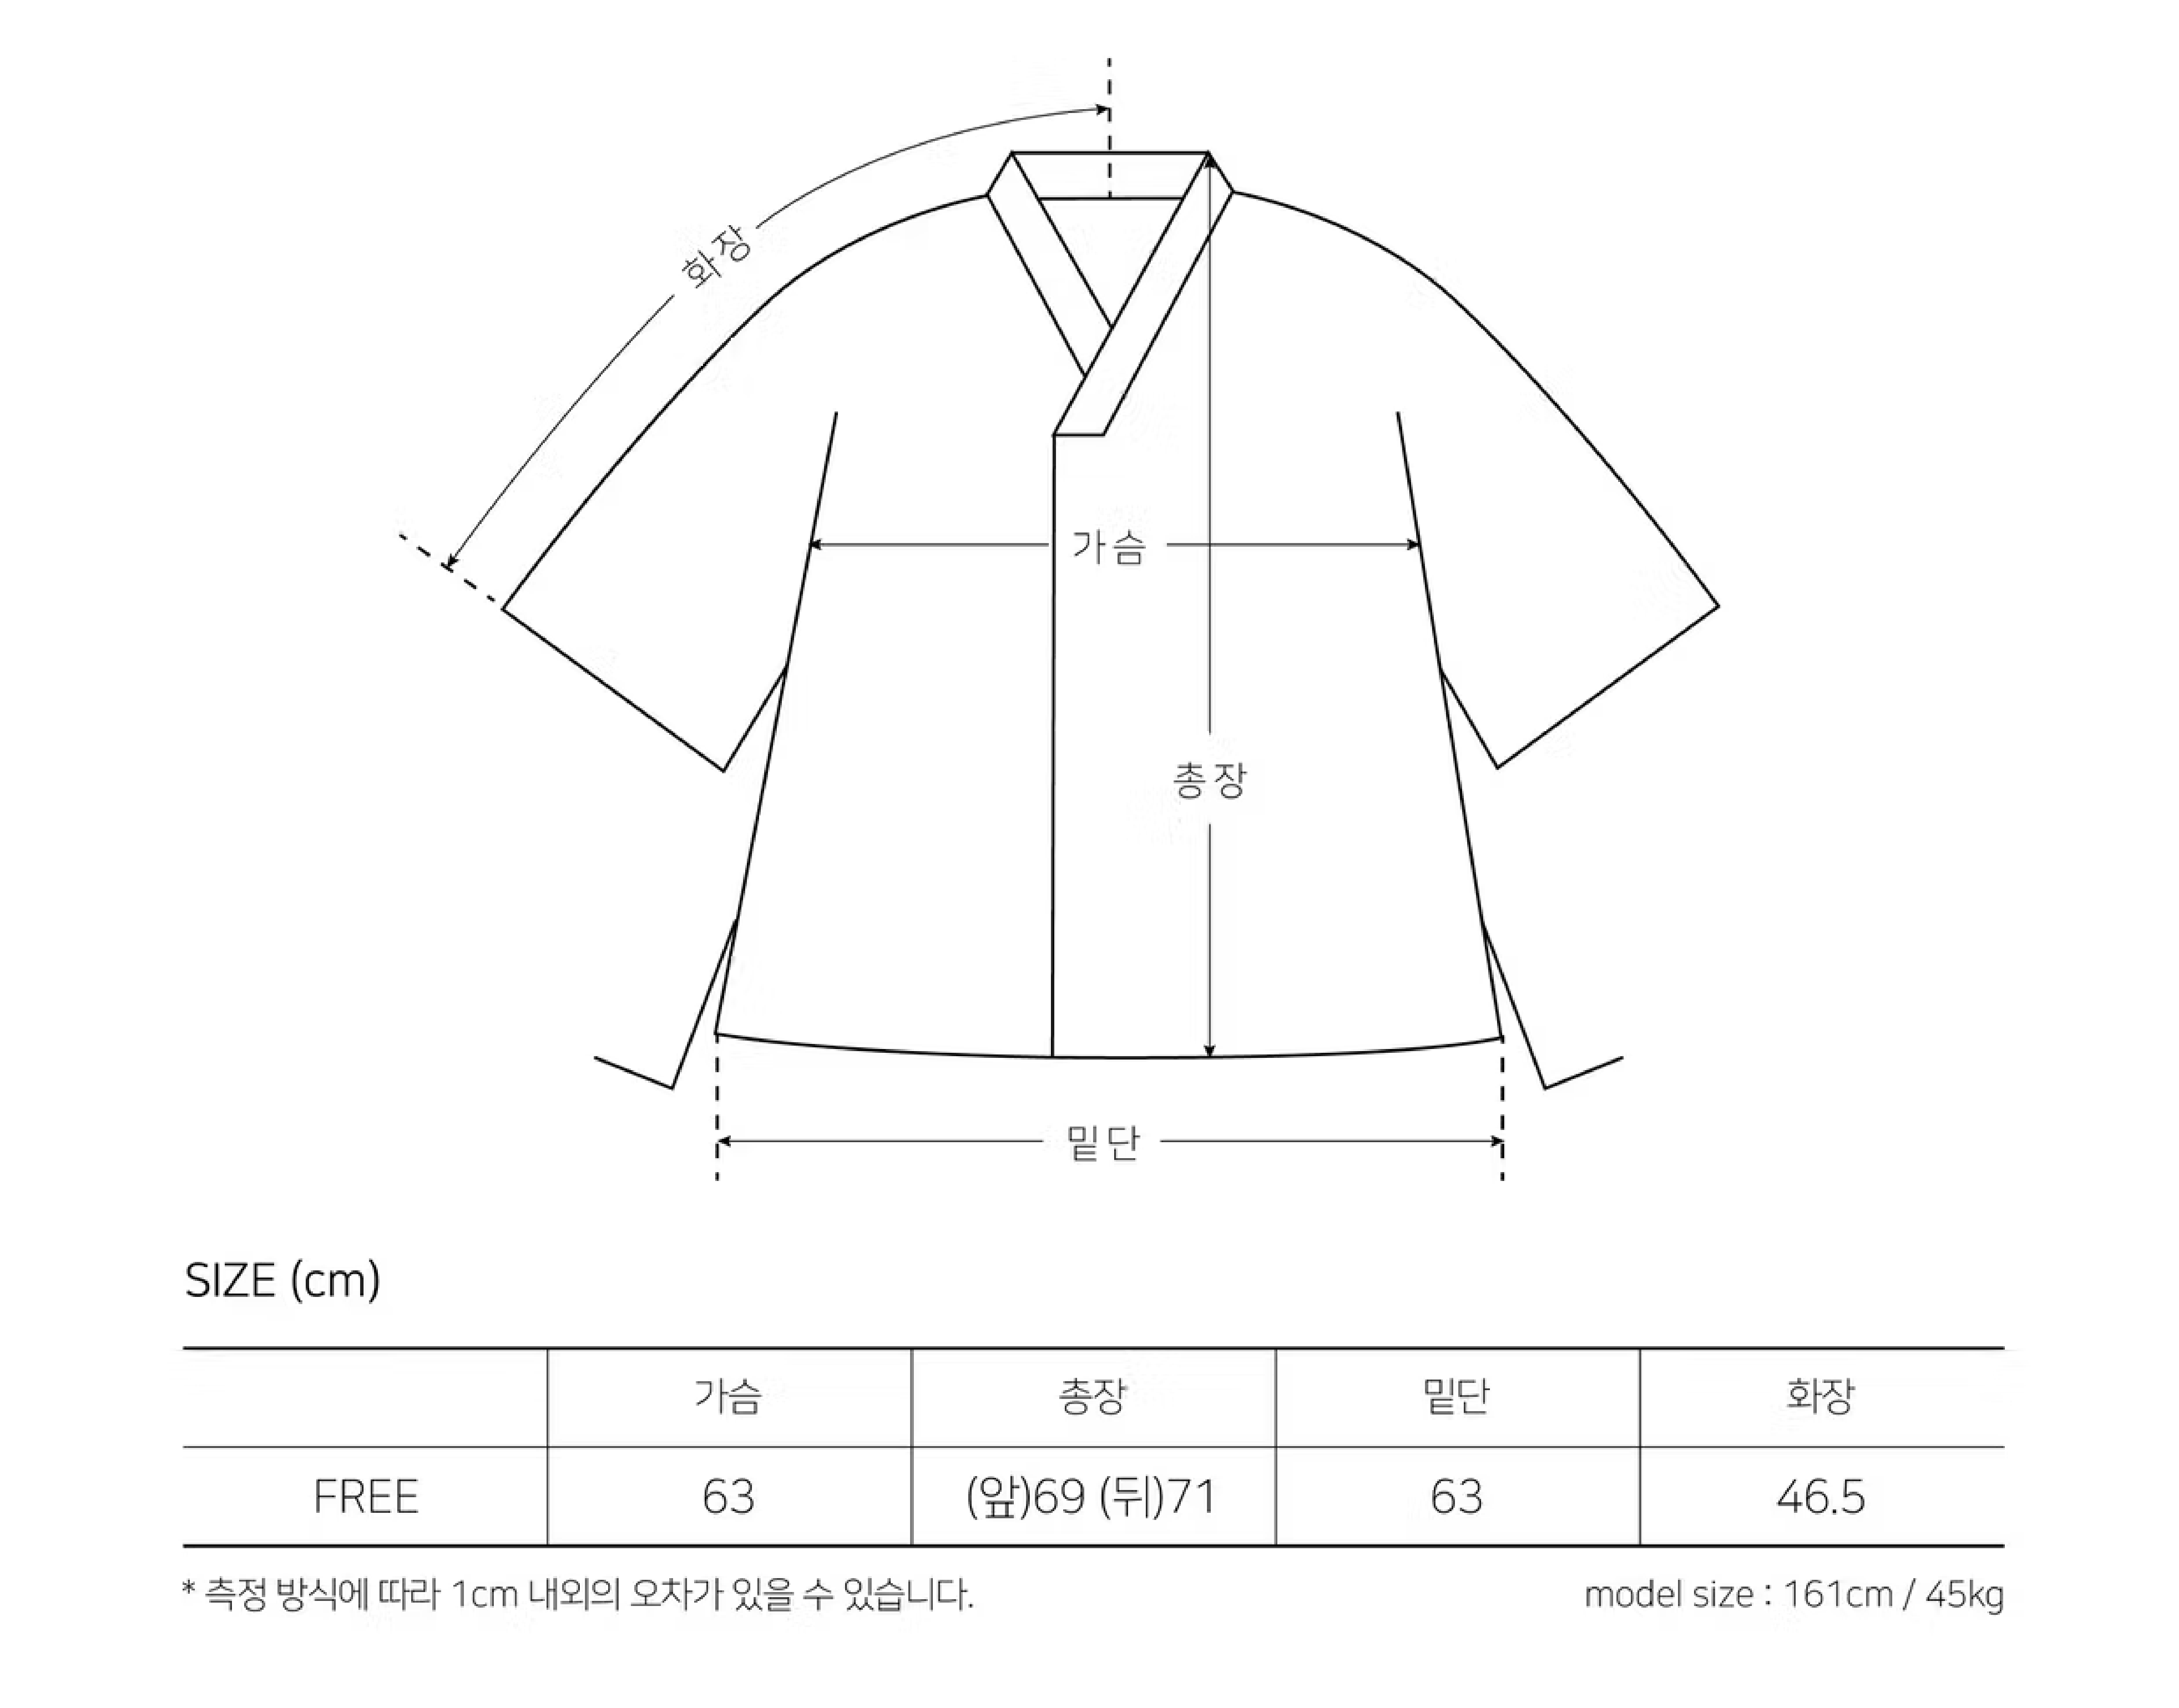 화장
가슴
총장
밑단
SIZE (cm)
가슴 총장 밑단 화장
FREE 63 (앞)69 (뒤)71 63 46.5
* 측정 방식에 따라 1cm 내외의 오차가 있을 수 있습니다. model size : 161cm / 45kg